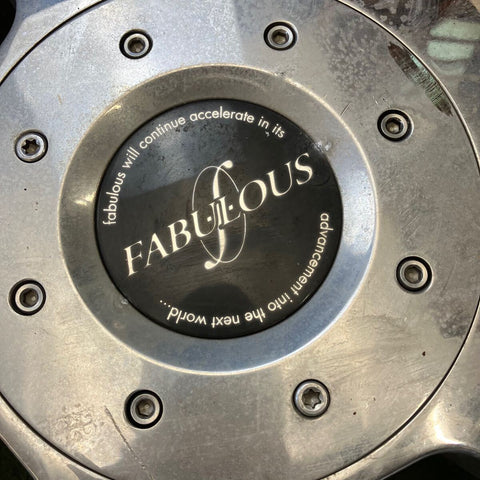 fabulous will continue accelerate in its
FABULOUS
advancement into the next world....